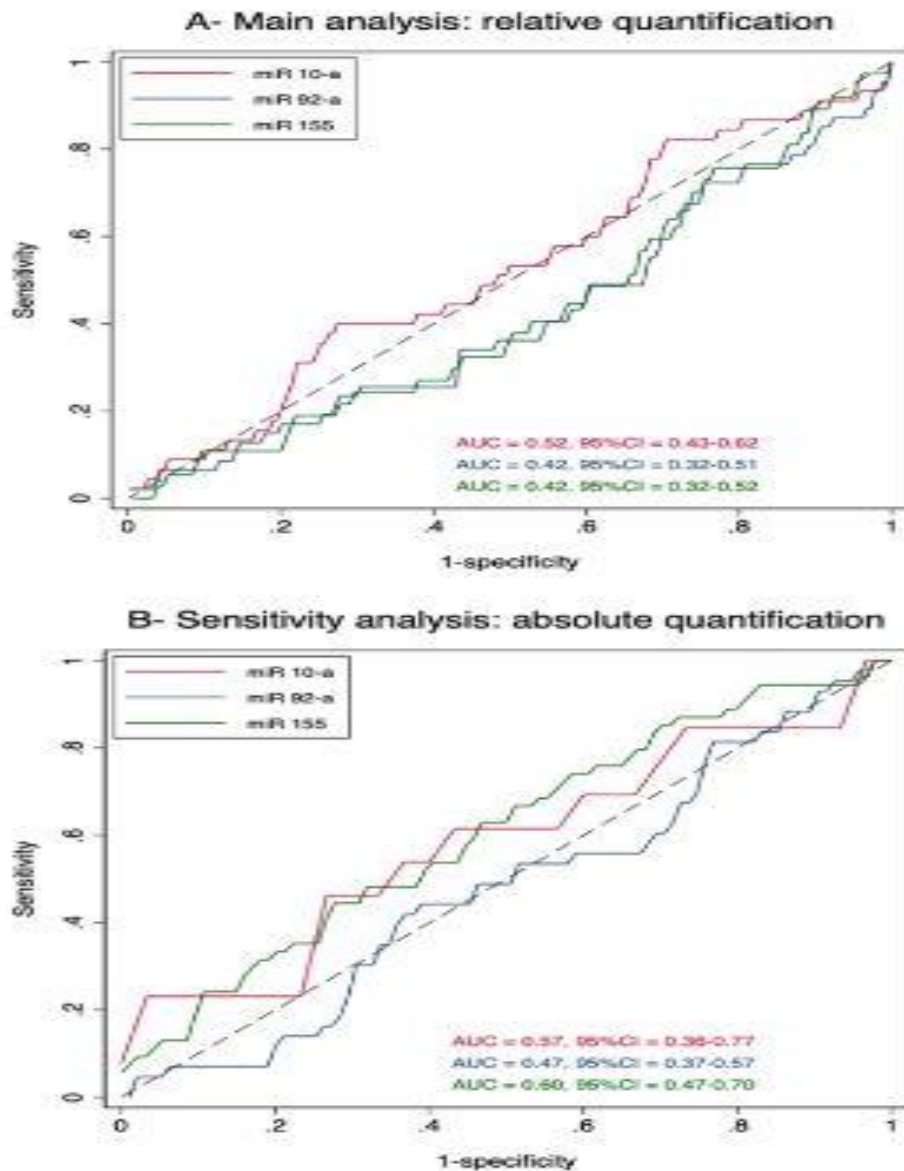 A- Main analysis: relative quantification
miR 10-a
miR 92-a
miR 155
Sensitivity
0 .2 .4 .6 .8 1
AUC = 0.52, 95%CI = 0.43-0.62
AUC = 0.42, 95%CI = 0.32-0.51
AUC = 0.42, 95%CI = 0.32-0.52
0 .2 .4 .6 .8 1
1-specificity
B- Sensitivity analysis: absolute quantification
miR 10-a
miR 92-a
miR 155
Sensitivity
0 .2 .4 .6 .8 1
AUC = 0.57, 95%CI = 0.36-0.77
AUC = 0.47, 95%CI = 0.37-0.57
AUC = 0.60, 95%CI = 0.47-0.70
0 .2 .4 .6 .8 1
1-specificity